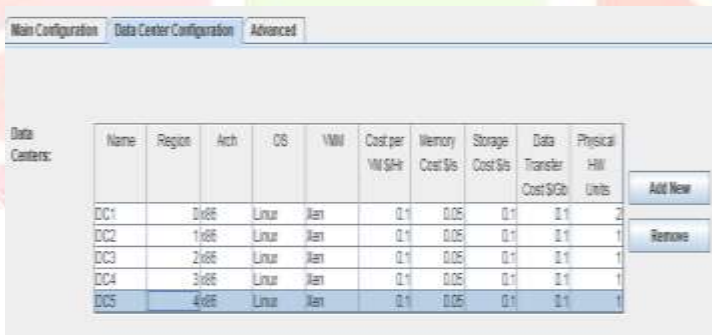 Main Configuration Data Center Configuration Advanced
Data Centers:
Name Region Arch OS VMM Cost per VM $/Hr Memory Cost $/s Storage Cost $/s Data Transfer Cost $/Gb Physical HW Units
DC1 0 x86 Linux Xen 0.1 0.05 0.1 0.1 2
DC2 1 x86 Linux Xen 0.1 0.05 0.1 0.1 1
DC3 2 x86 Linux Xen 0.1 0.05 0.1 0.1 1
DC4 3 x86 Linux Xen 0.1 0.05 0.1 0.1 1
DC5 4 x86 Linux Xen 0.1 0.05 0.1 0.1 1
Add New
Remove